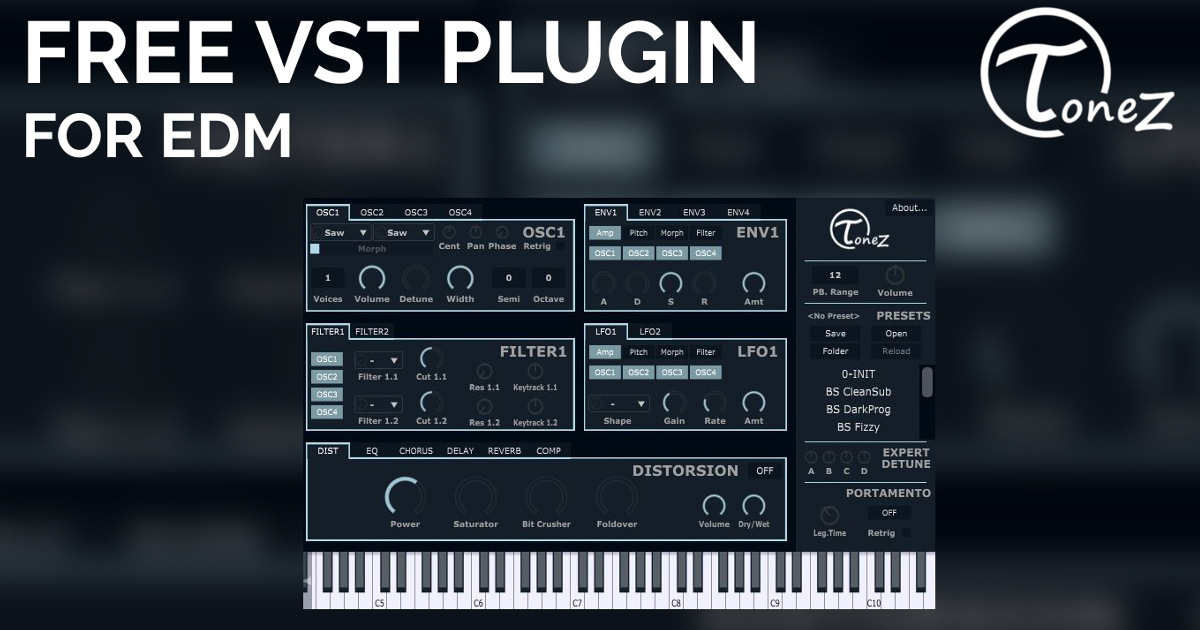 FREE VST PLUGIN
FOR EDM
ToneZ
OSC1 OSC2 OSC3 OSC4
OSC1
Saw Saw
Morph
Cent Pan Phase Retrig
1 0 0
Voices Volume Detune Width Semi Octave
ENV1 ENV2 ENV3 ENV4
Amp Pitch Morph Filter
ENV1
OSC1 OSC2 OSC3 OSC4
A D S R Amt
FILTER1 FILTER2
FILTER1
OSC1
OSC2
OSC3
OSC4
-
Filter 1.1 Cut 1.1 Res 1.1 Keytrack 1.1
-
Filter 1.2 Cut 1.2 Res 1.2 Keytrack 1.2
LFO1 LFO2
Amp Pitch Morph Filter
LFO1
OSC1 OSC2 OSC3 OSC4
-
Shape Gain Rate Amt
DIST EQ CHORUS DELAY REVERB COMP
DISTORSION OFF
Power Saturator Bit Crusher Foldover Volume Dry/Wet
About...
ToneZ
12
PB. Range Volume
<No Preset> PRESETS
Save Open
Folder Reload
0-INIT
BS CleanSub
BS DarkProg
BS Fizzy
EXPERT
DETUNE
A B C D
PORTAMENTO
OFF
Leg.Time Retrig
C5 C6 C7 C8 C9 C10